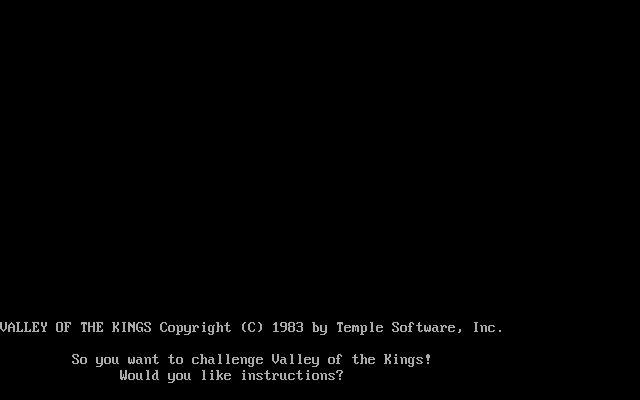 VALLEY OF THE KINGS Copyright (C) 1983 by Temple Software, Inc.
So you want to challenge Valley of the Kings!
Would you like instructions?